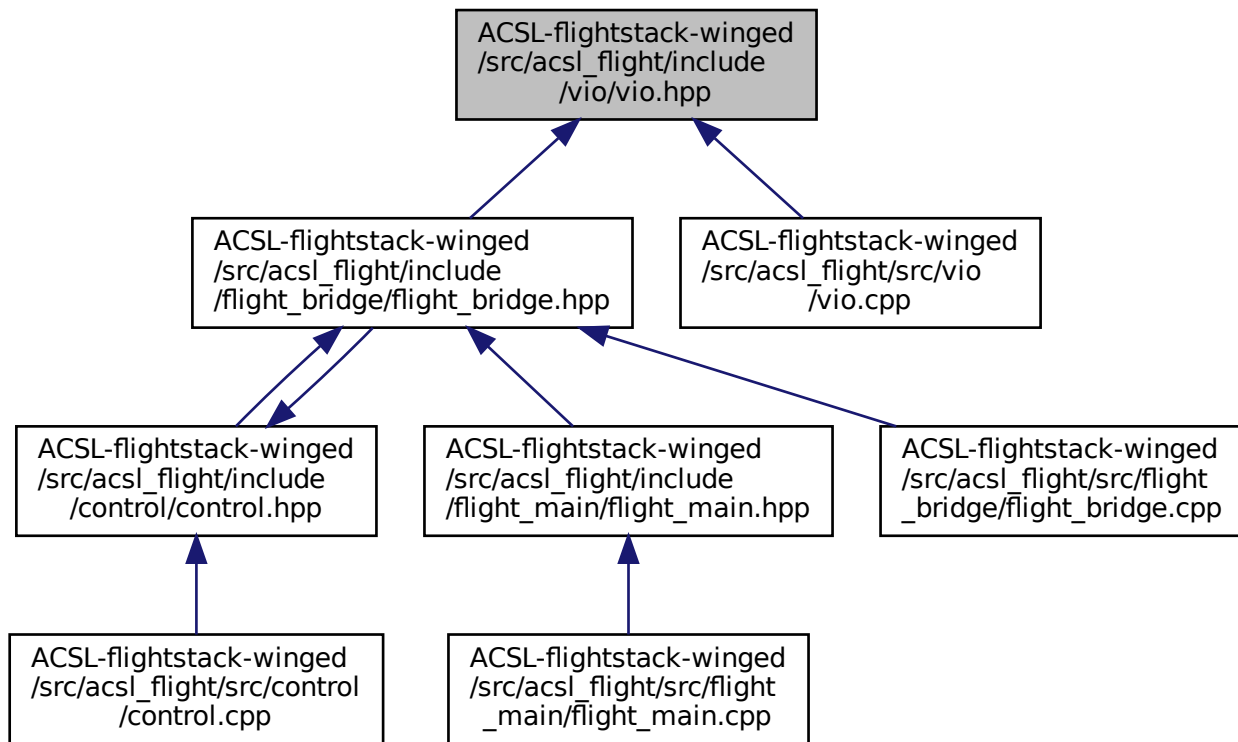 ACSL-flightstack-winged
/src/acsl_flight/include
/vio/vio.hpp
ACSL-flightstack-winged
/src/acsl_flight/include
/flight_bridge/flight_bridge.hpp
ACSL-flightstack-winged
/src/acsl_flight/src/vio
/vio.cpp
ACSL-flightstack-winged
/src/acsl_flight/include
/control/control.hpp
ACSL-flightstack-winged
/src/acsl_flight/include
/flight_main/flight_main.hpp
ACSL-flightstack-winged
/src/acsl_flight/src/flight
_bridge/flight_bridge.cpp
ACSL-flightstack-winged
/src/acsl_flight/src/control
/control.cpp
ACSL-flightstack-winged
/src/acsl_flight/src/flight
_main/flight_main.cpp